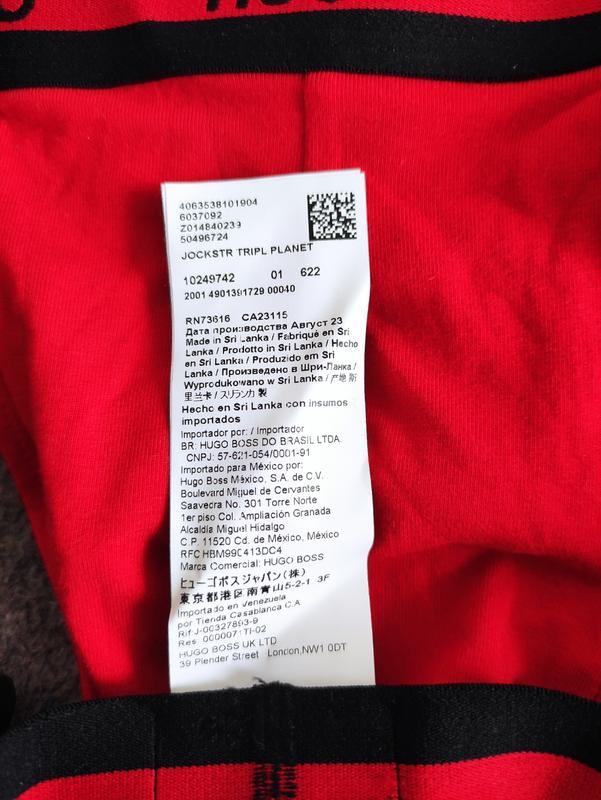 4063538101904
6037092
Z014840239
50496724
JOCKSTR TRIPL PLANET
10249742 01 622
2001 4901391729 00040
RN73616 CA23115
Дата производства Август 23
Made in Sri Lanka / Fabriqué en Sri
Lanka / Prodotto in Sri Lanka / Hecho
en Sri Lanka / Produzido em Sri
Lanka / Произведено в Шри-Ланка /
Wyprodukowano w Sri Lanka / 产地 斯
里兰卡 / スリランカ 製
Hecho en Sri Lanka con insumos
importados
Importador por: / Importador
BR: HUGO BOSS DO BRASIL LTDA.
CNPJ: 57-621-054/0001-91
Importado para México por:
Hugo Boss México, S.A. de C.V.
Boulevard Miguel de Cervantes
Saavedra No. 301 Torre Norte
1er piso Col. Ampliación Granada
Alcaldía Miguel Hidalgo
C.P. 11520 Cd. de México, México
RFC HBM990413DC4
Marca Comercial: HUGO BOSS
ヒューゴボスジャパン(株)
東京都港区南青山5-2-1 3F
Importado en Venezuela
por Tienda Casablanca C.A.
Rif:J-00327893-9
Res. 0000071TI-02
HUGO BOSS UK LTD
39 Plender Street London,NW1 0DT